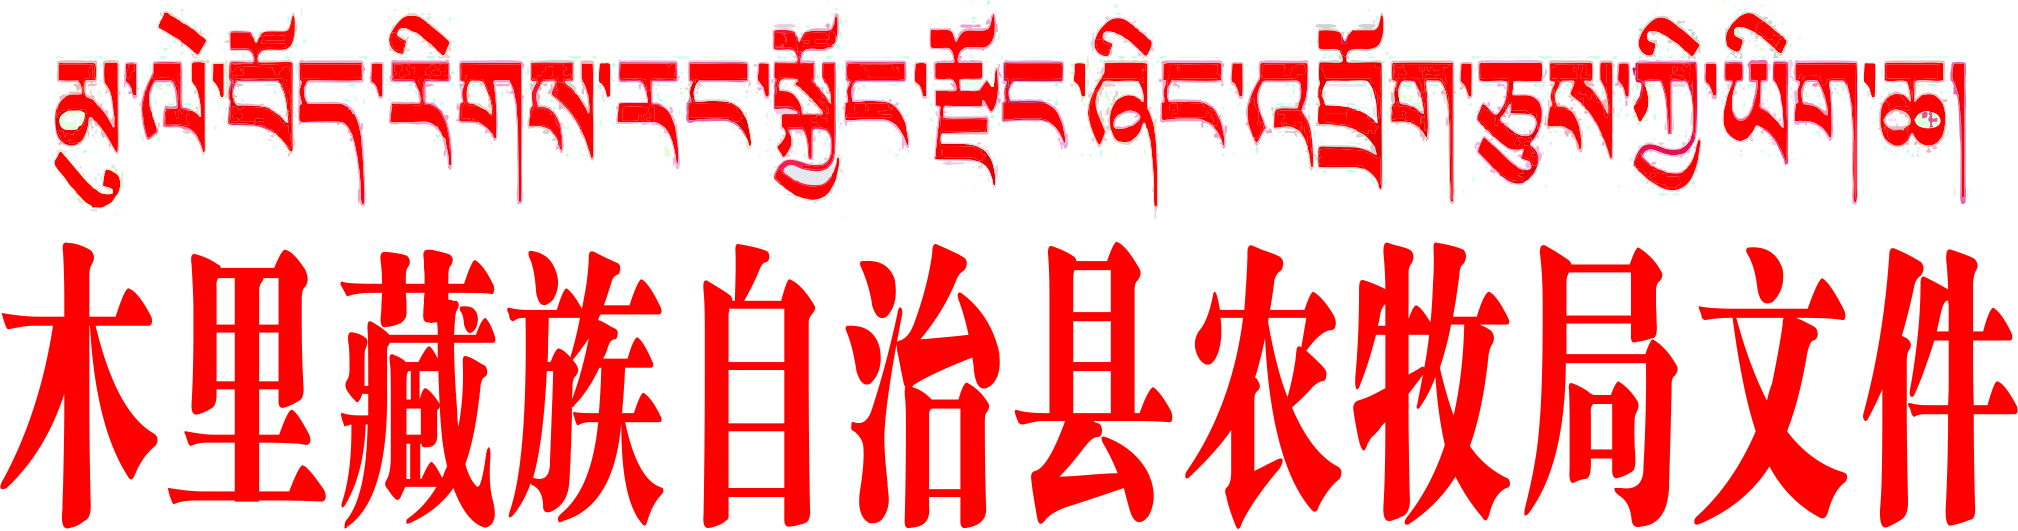 མུ་ལེ་བོད་རིགས་རང་སྐྱོང་རྫོང་ཞིང་འབྲོག་ཅུས་ཀྱི་ཡིག་ཆ།
木里藏族自治县农牧局文件